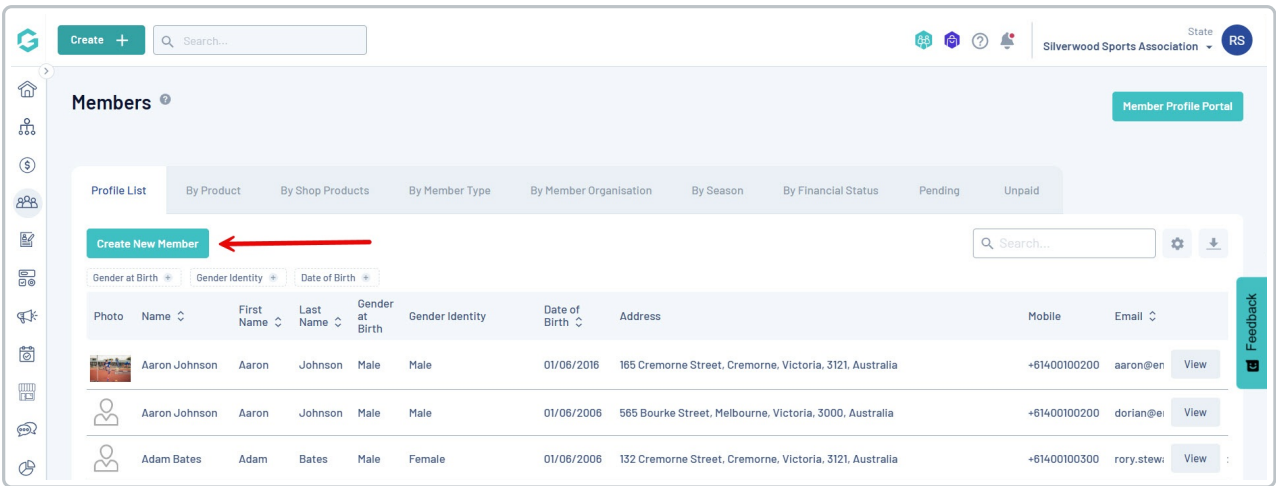 Create +
Search...
State
Silverwood Sports Association
RS
Members
Member Profile Portal
Profile List By Product By Shop Products By Member Type By Member Organisation By Season By Financial Status Pending Unpaid
Create New Member
Search...
Gender at Birth Gender Identity Date of Birth
Photo Name First Name Last Name Gender at Birth Gender Identity Date of Birth Address Mobile Email
Aaron Johnson Aaron Johnson Male Male 01/06/2016 165 Cremorne Street, Cremorne, Victoria, 3121, Australia +61400100200 aaron@en View
Aaron Johnson Aaron Johnson Male Male 01/06/2006 565 Bourke Street, Melbourne, Victoria, 3000, Australia +61400100200 dorian@e View
Adam Bates Adam Bates Male Female 01/06/2006 132 Cremorne Street, Cremorne, Victoria, 3121, Australia +61400100300 rory.stew View
Feedback